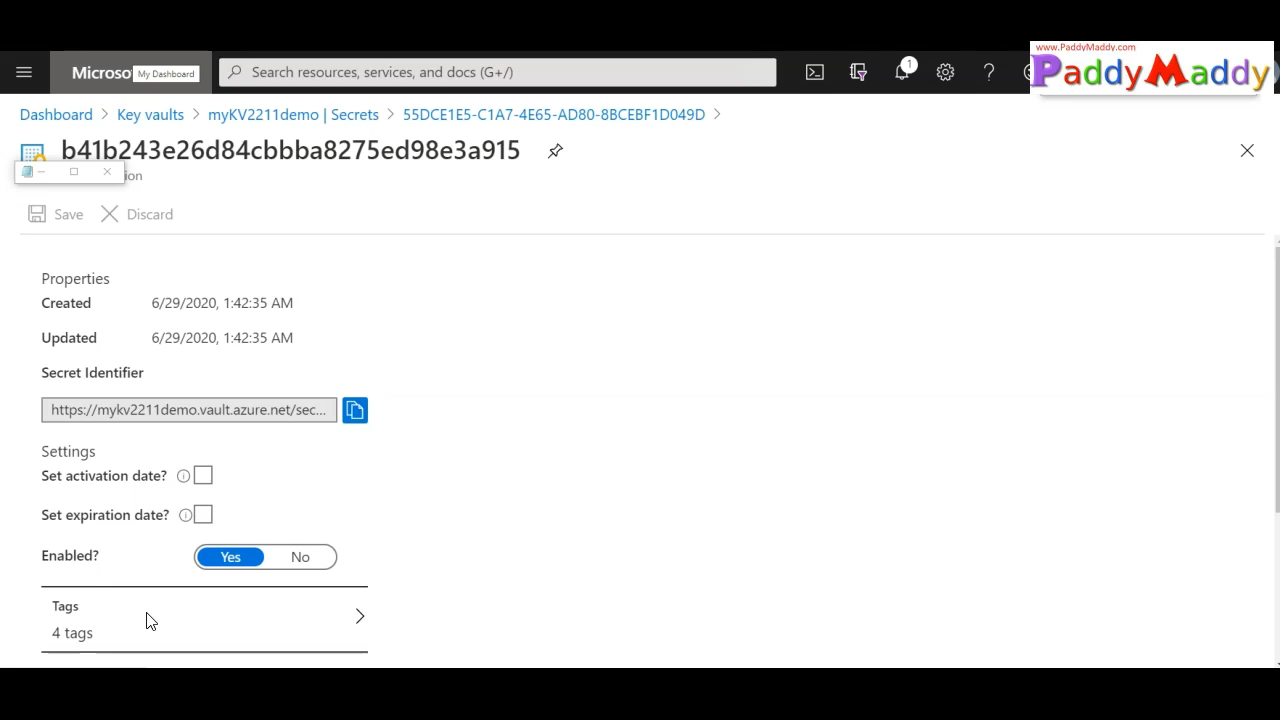 www.PaddyMaddy.com
PaddyMaddy
Microso
My Dashboard
Search resources, services, and docs (G+/)
1
Dashboard > Key vaults > myKV2211demo | Secrets > 55DCE1E5-C1A7-4E65-AD80-8BCEBF1D049D >
b41b243e26d84cbbba8275ed98e3a915
ion
Save Discard
Properties
Created 6/29/2020, 1:42:35 AM
Updated 6/29/2020, 1:42:35 AM
Secret Identifier
https://mykv2211demo.vault.azure.net/sec...
Settings
Set activation date?
Set expiration date?
Enabled? Yes No
Tags
4 tags